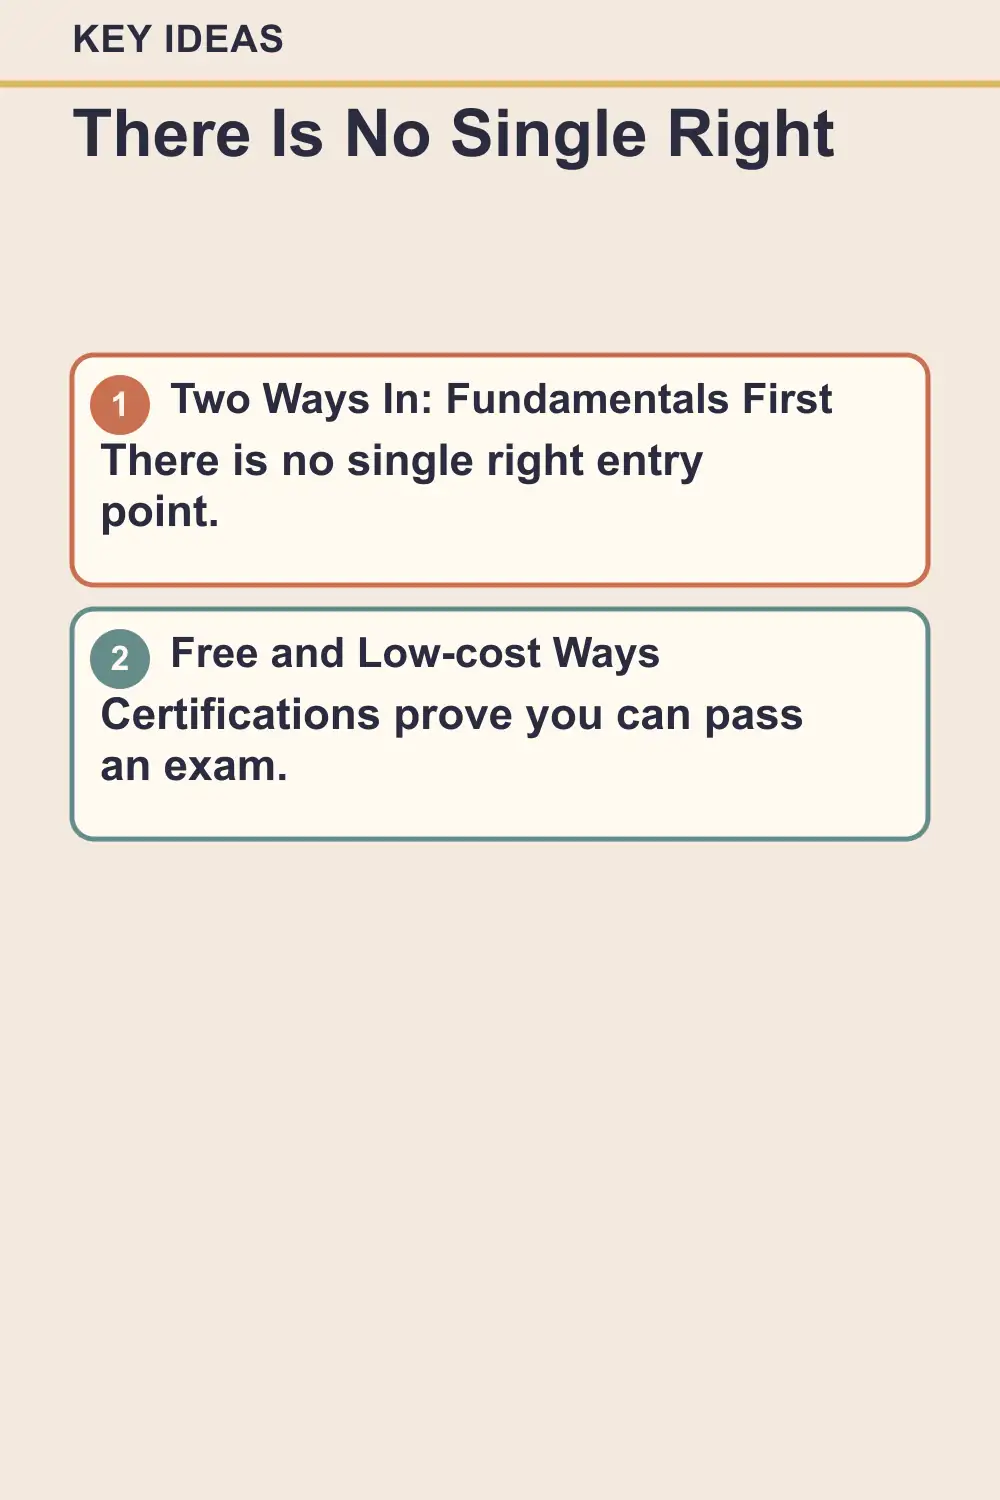 KEY IDEAS
There Is No Single Right
1 Two Ways In: Fundamentals First
There is no single right entry
point.
2 Free and Low-cost Ways
Certifications prove you can pass
an exam.